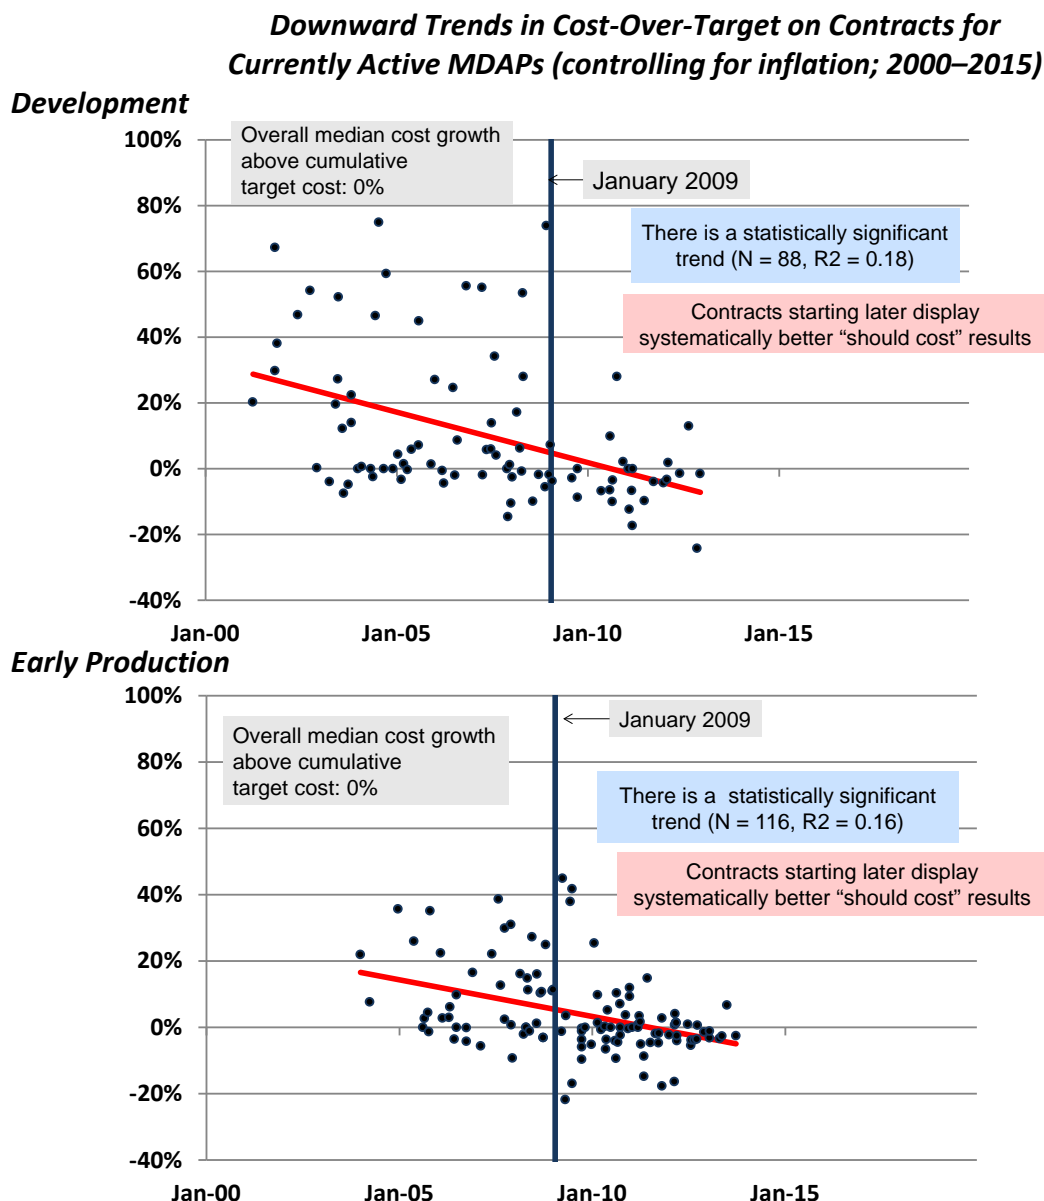 Downward Trends in Cost-Over-Target on Contracts for
Currently Active MDAPs (controlling for inflation; 2000–2015)
Development
100%
80%
60%
40%
20%
0%
-20%
-40%
Overall median cost growth
above cumulative
target cost: 0%
January 2009
There is a statistically significant
trend (N = 88, R2 = 0.18)
Contracts starting later display
systematically better “should cost” results
Jan-00
Jan-05
Jan-10
Jan-15
Early Production
100%
80%
60%
40%
20%
0%
-20%
-40%
Overall median cost growth
above cumulative
target cost: 0%
January 2009
There is a  statistically significant
trend (N = 116, R2 = 0.16)
Contracts starting later display
systematically better “should cost” results
Jan-00
Jan-05
Jan-10
Jan-15